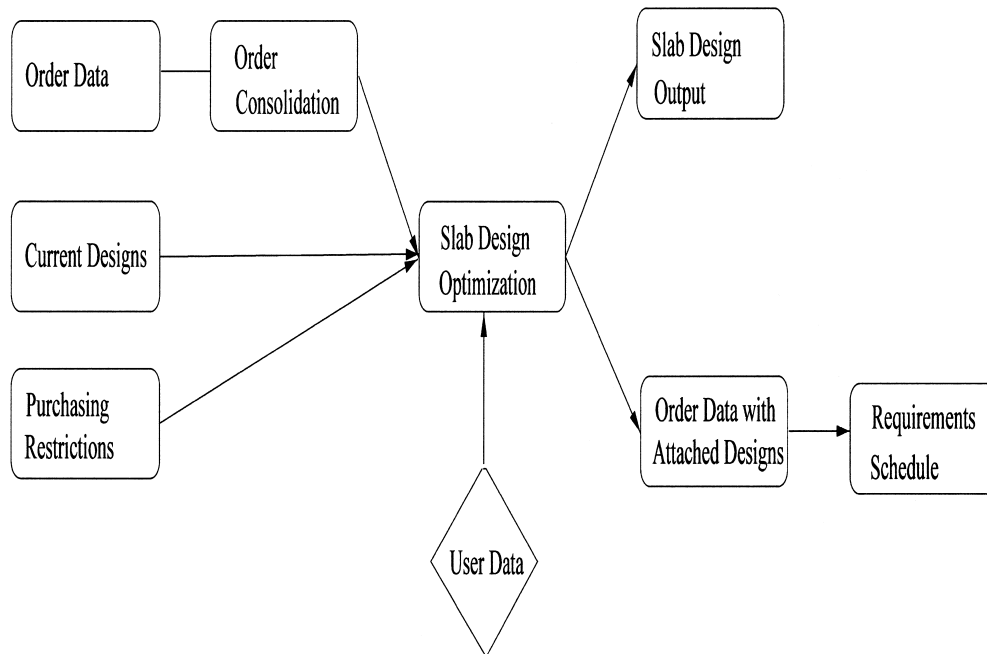 Order Data
Order
Consolidation
Slab Design
Output
Current Designs
Slab Design
Optimization
Purchasing
Restrictions
Order Data with
Attached Designs
Requirements
Schedule
User Data